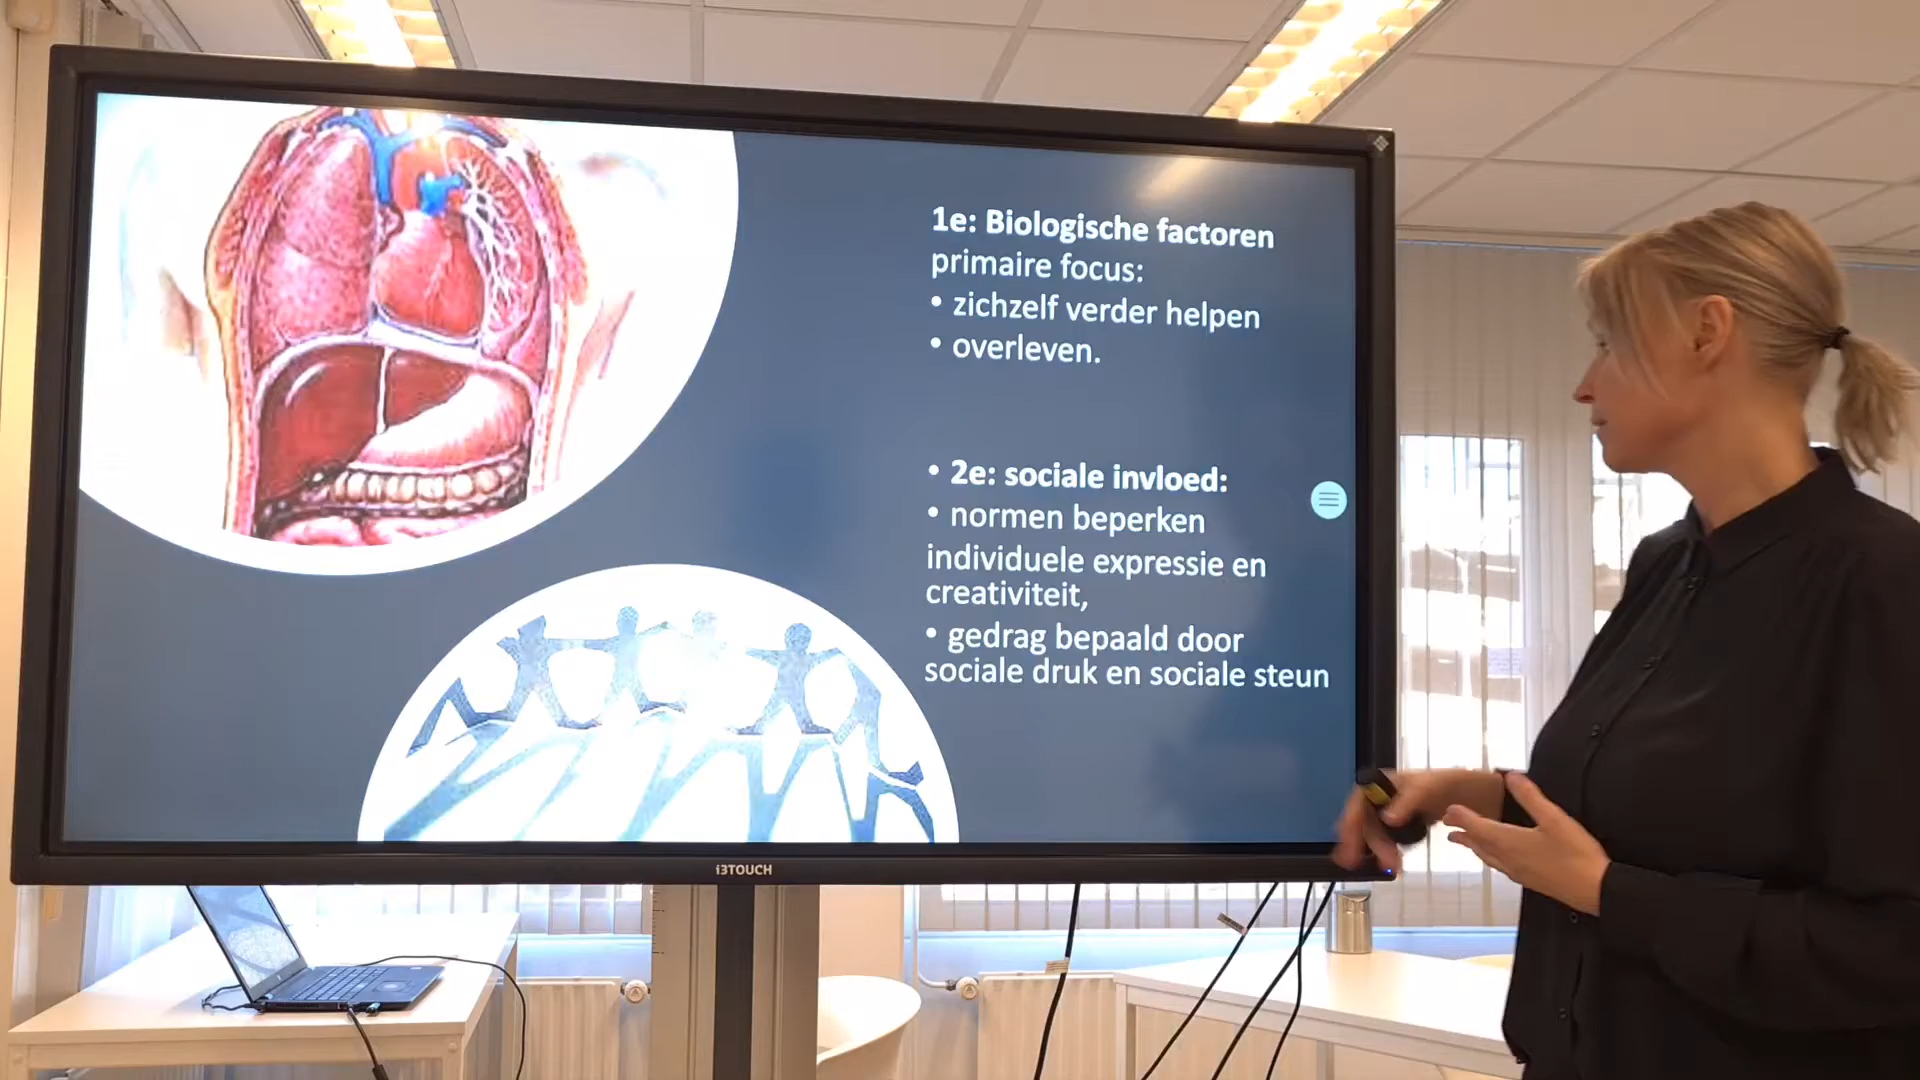 1e: Biologische factoren
primaire focus:
• zichzelf verder helpen
• overleven.
• 2e: sociale invloed:
• normen beperken
individuele expressie en
creativiteit,
• gedrag bepaald door
sociale druk en sociale steun
i3TOUCH